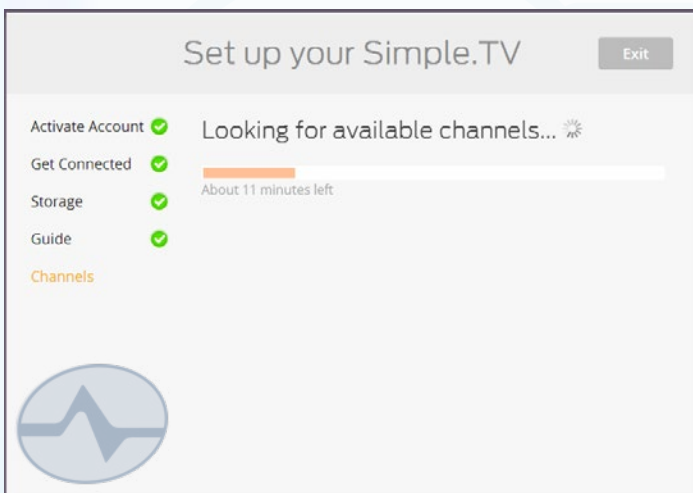 Set up your Simple.TV
Exit
Activate Account
Get Connected
Storage
Guide
Channels
Looking for available channels...
About 11 minutes left